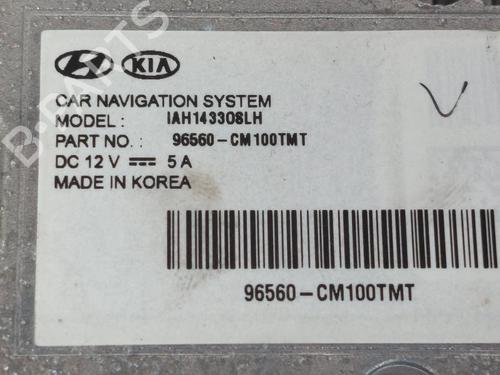 KIA
CAR NAVIGATION SYSTEM
MODEL : IAH143308LH
PART NO. : 96560-CM100TMT
DC 12 V 5 A
MADE IN KOREA
96560-CM100TMT
B-PARTS